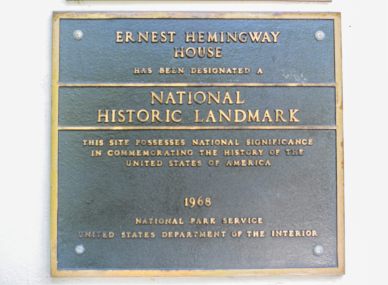 ERNEST HEMINGWAY
HOUSE
HAS BEEN DESIGNATED A
NATIONAL
HISTORIC LANDMARK
THIS SITE POSSESSES NATIONAL SIGNIFICANCE
IN COMMEMORATING THE HISTORY OF THE
UNITED STATES OF AMERICA
1968
NATIONAL PARK SERVICE
UNITED STATES DEPARTMENT OF THE INTERIOR